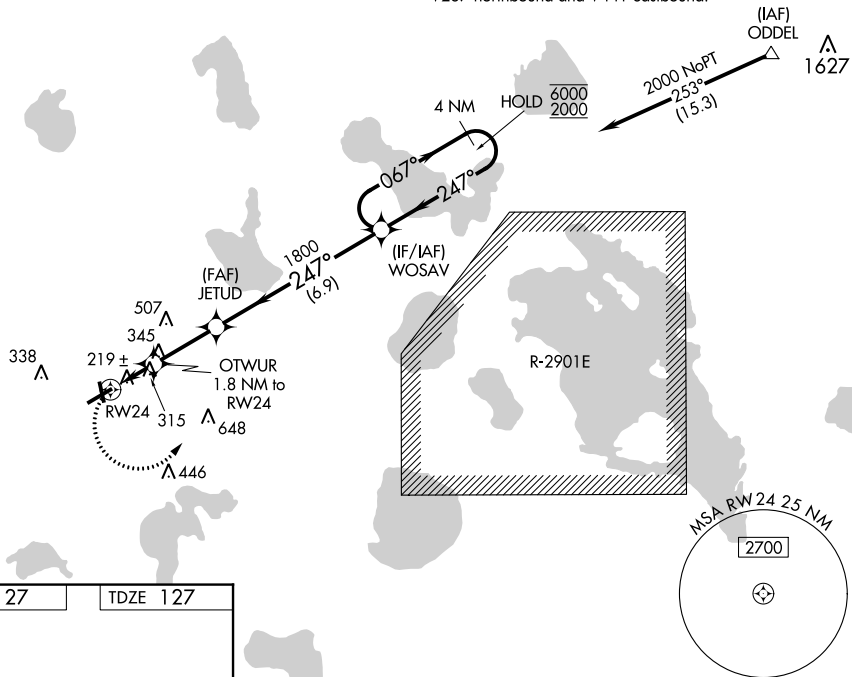 (IAF)
ODDEL
1627
2000 NoPT
253°
(15.3)
HOLD
6000
2000
4 NM
067°
247°
(IF/IAF)
WOSAV
1800
247°
(6.9)
(FAF)
JETUD
507
345
338
219 ±
OTWUR
1.8 NM to
RW24
RW24
315
648
446
R-2901E
MSA RW24 25 NM
2700
27
TDZE 127